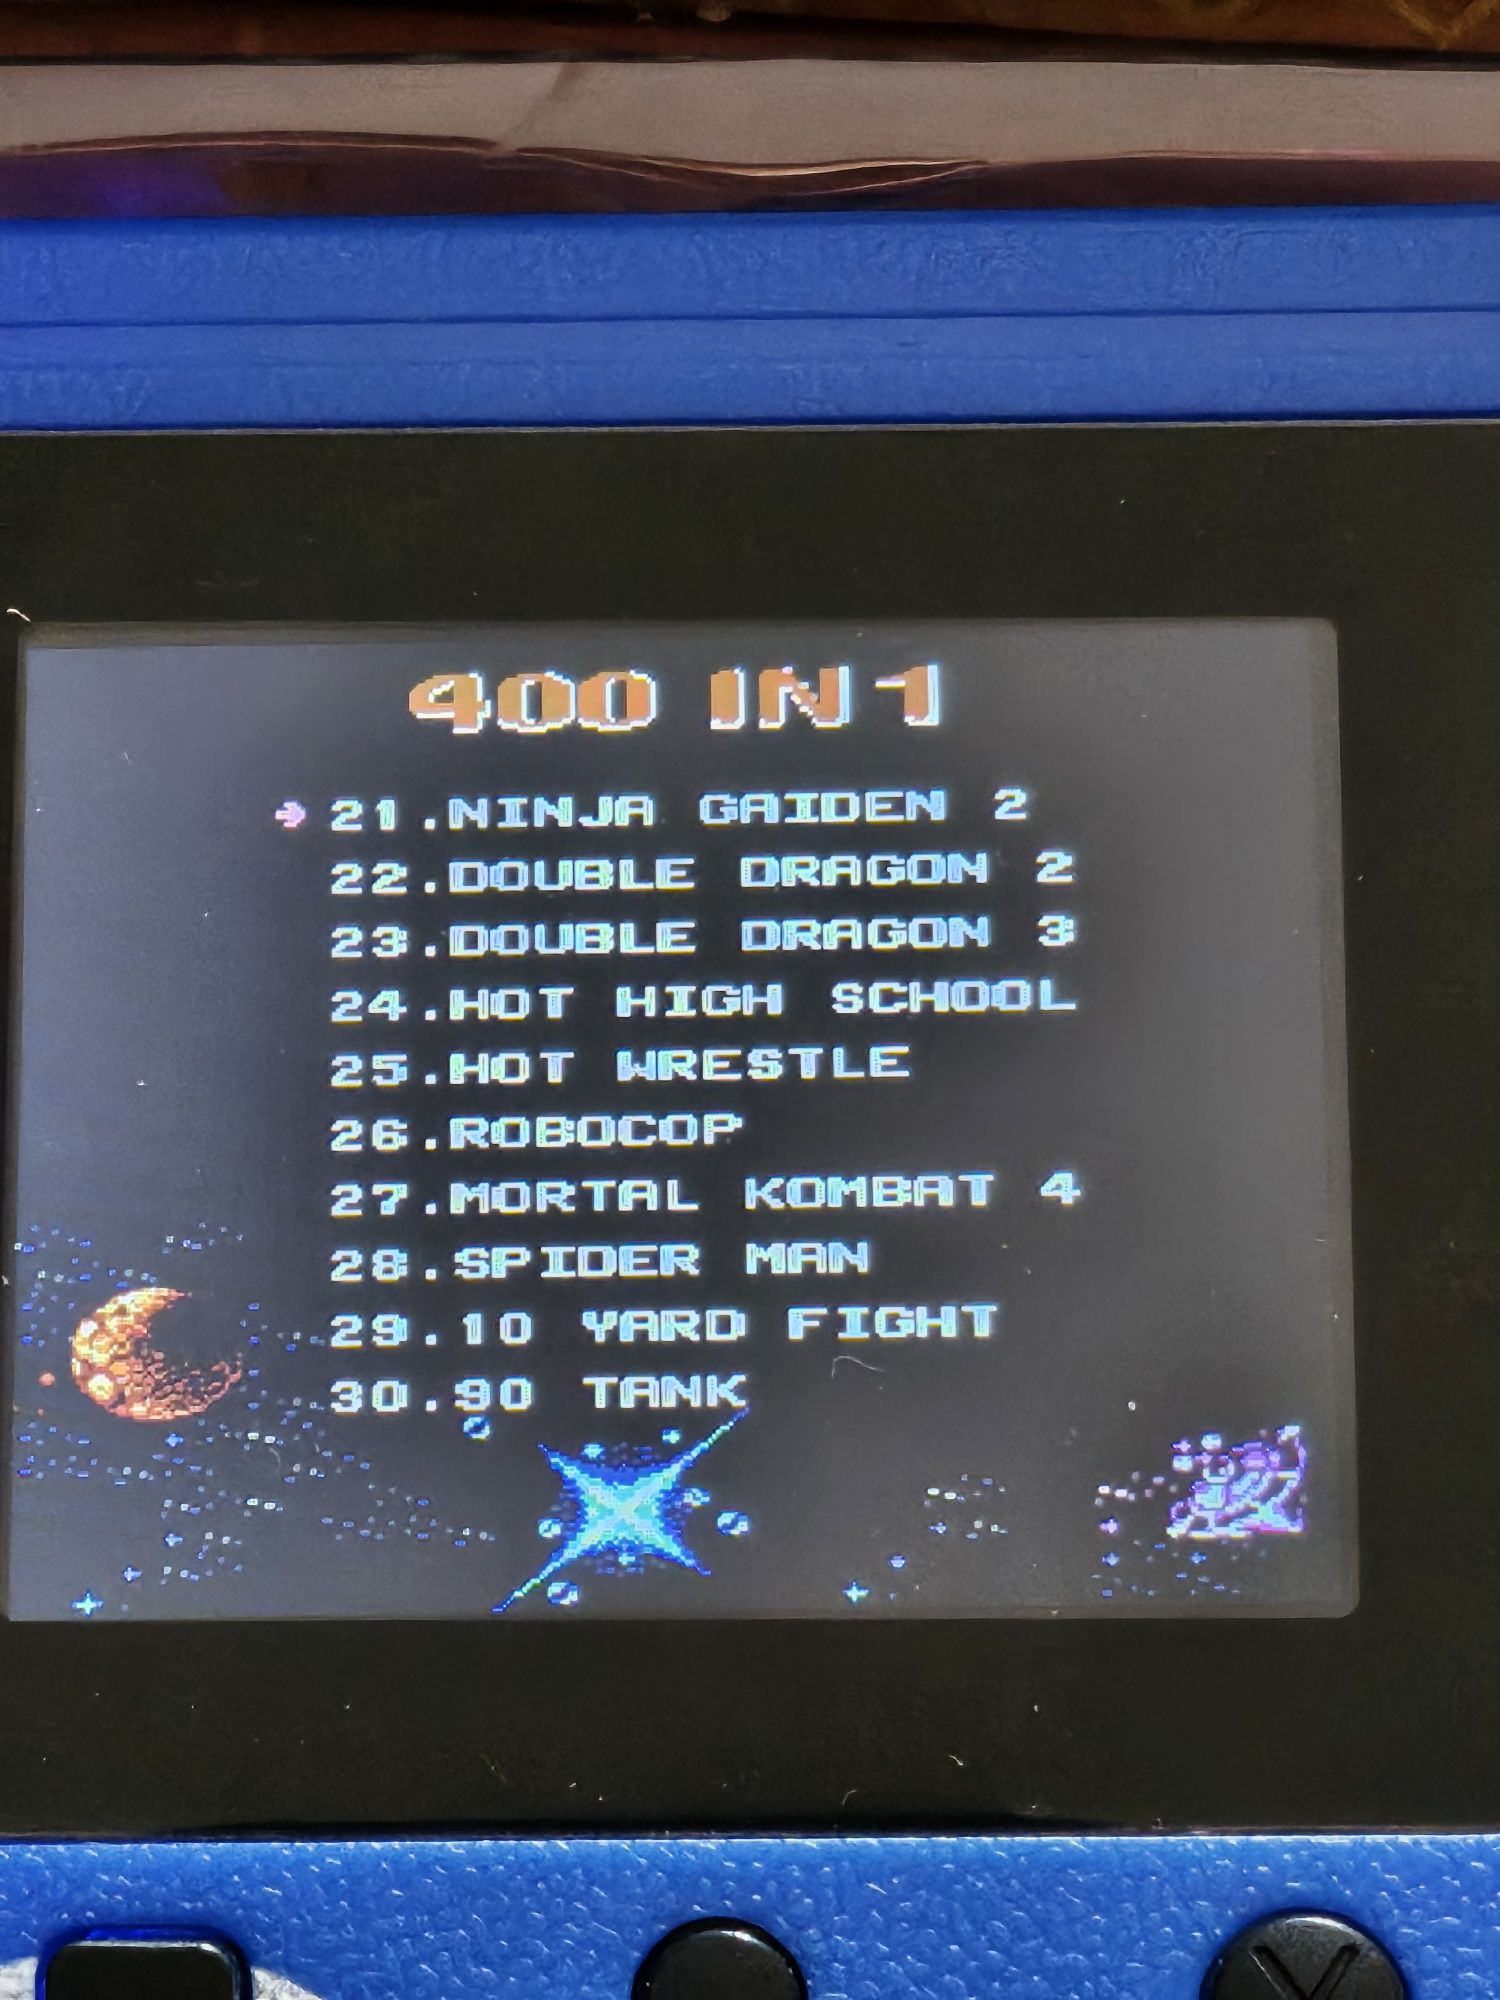 400 IN 1
21.NINJA GAIDEN 2
22.DOUBLE DRAGON 2
23.DOUBLE DRAGON 3
24.HOT HIGH SCHOOL
25.HOT WRESTLE
26.ROBOCOP
27.MORTAL KOMBAT 4
28.SPIDER MAN
29.10 YARD FIGHT
30.90 TANK
Y